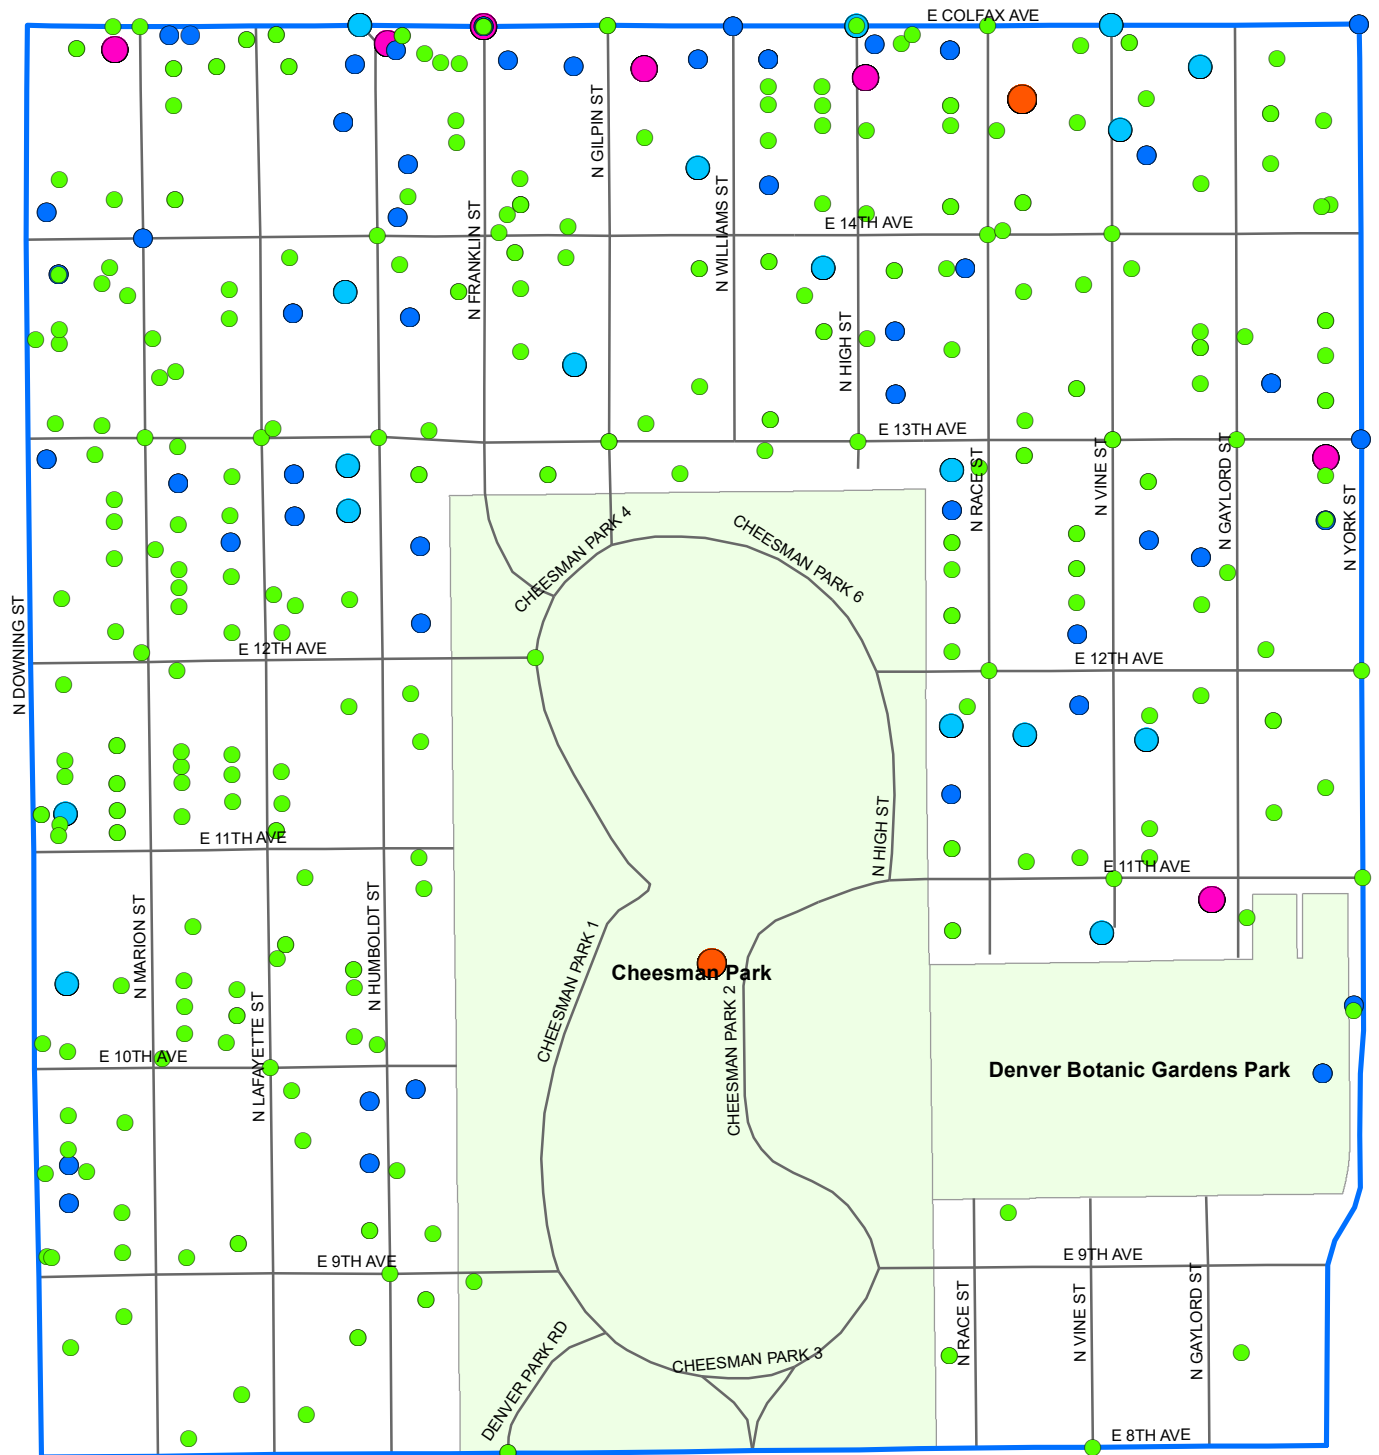 E COLFAX AVE
N GILPIN ST
N FRANKLIN ST
N WILLIAMS ST
E 14TH AVE
N HIGH ST
E 13TH AVE
N RACE ST
N VINE ST
N GAYLORD ST
N YORK ST
CHEESMAN PARK 4
CHEESMAN PARK 6
N DOWNING ST
E 12TH AVE
E 12TH AVE
E 11TH AVE
N HIGH ST
E 11TH AVE
N MARION ST
N HUMBOLDT ST
CHEESMAN PARK 1
Cheesman Park
CHEESMAN PARK 2
N LAFAYETTE ST
E 10TH AVE
Denver Botanic Gardens Park
E 9TH AVE
E 9TH AVE
N RACE ST
N VINE ST
N GAYLORD ST
DENVER PARK RD
CHEESMAN PARK 3
E 8TH AVE